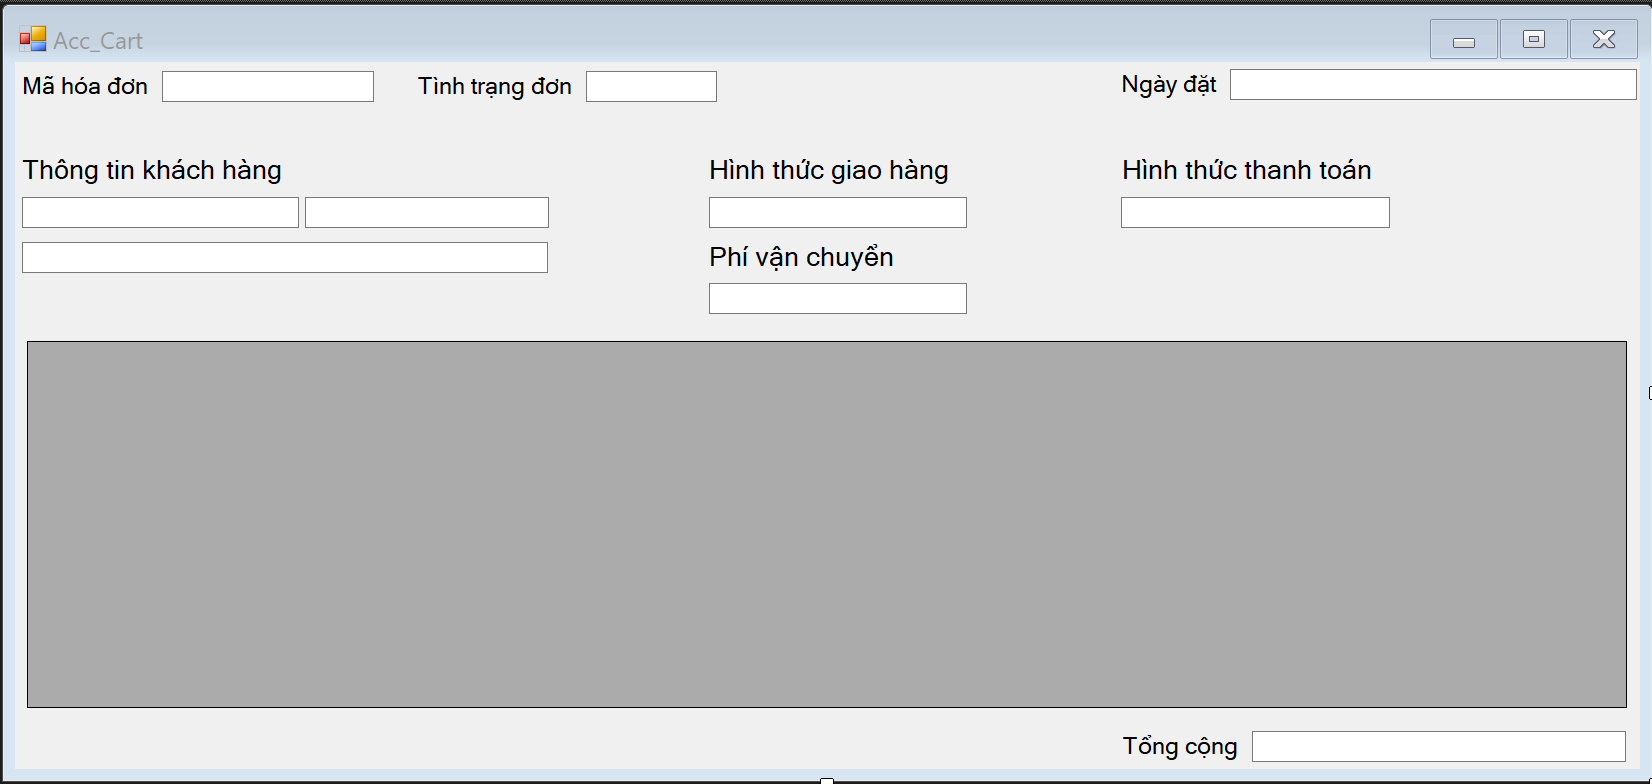 Acc_Cart
Mã hóa đơn Tình trạng đơn Ngày đặt
Thông tin khách hàng Hình thức giao hàng Hình thức thanh toán
Phí vận chuyển
Tổng cộng